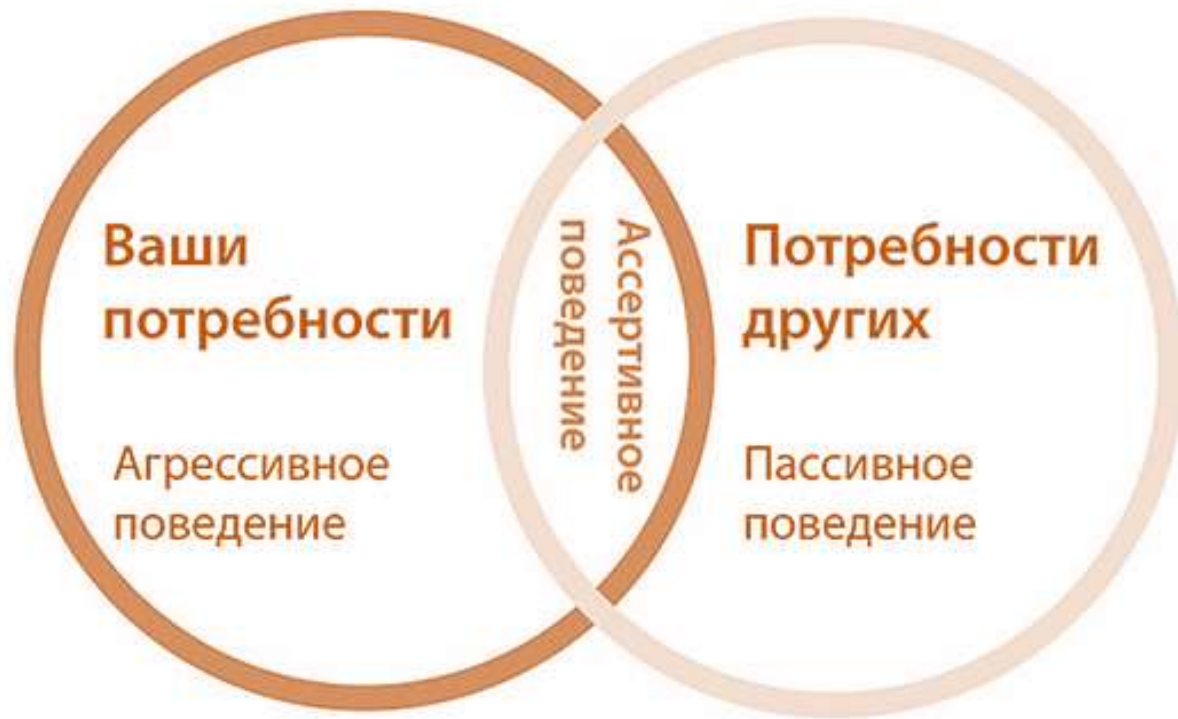 Ваши
потребности
Агрессивное
поведение
Ассертивное
поведение
Потребности
других
Пассивное
поведение